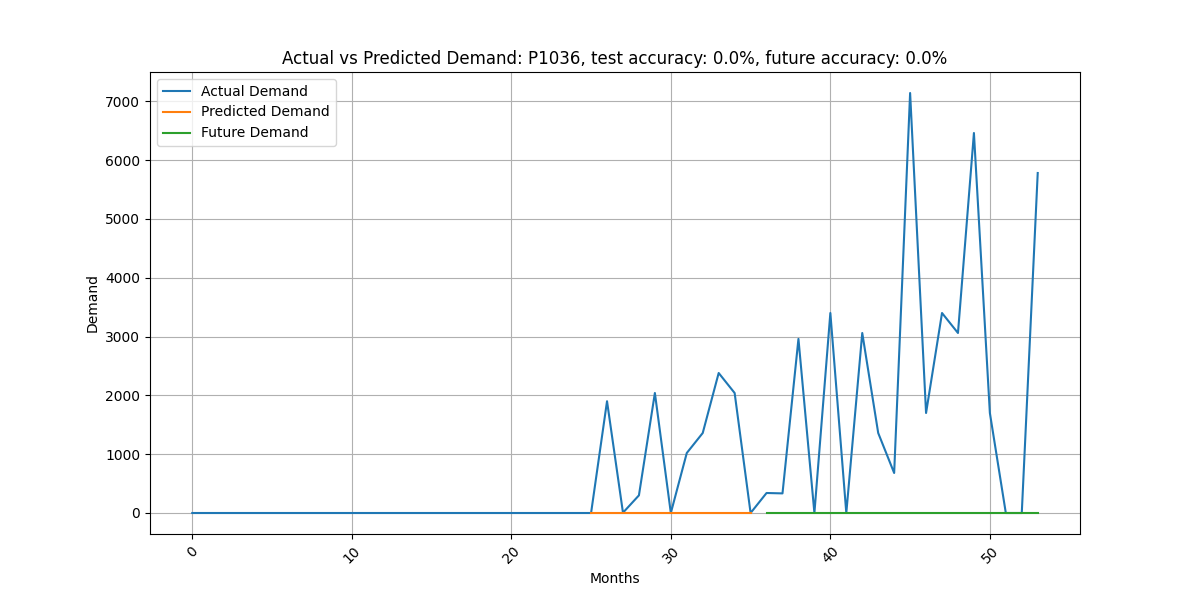 Actual vs Predicted Demand: P1036, test accuracy: 0.0%, future accuracy: 0.0%
Actual Demand
Predicted Demand
Future Demand
7000
6000
5000
4000
3000
2000
1000
0
Demand
0
10
20
30
40
50
Months